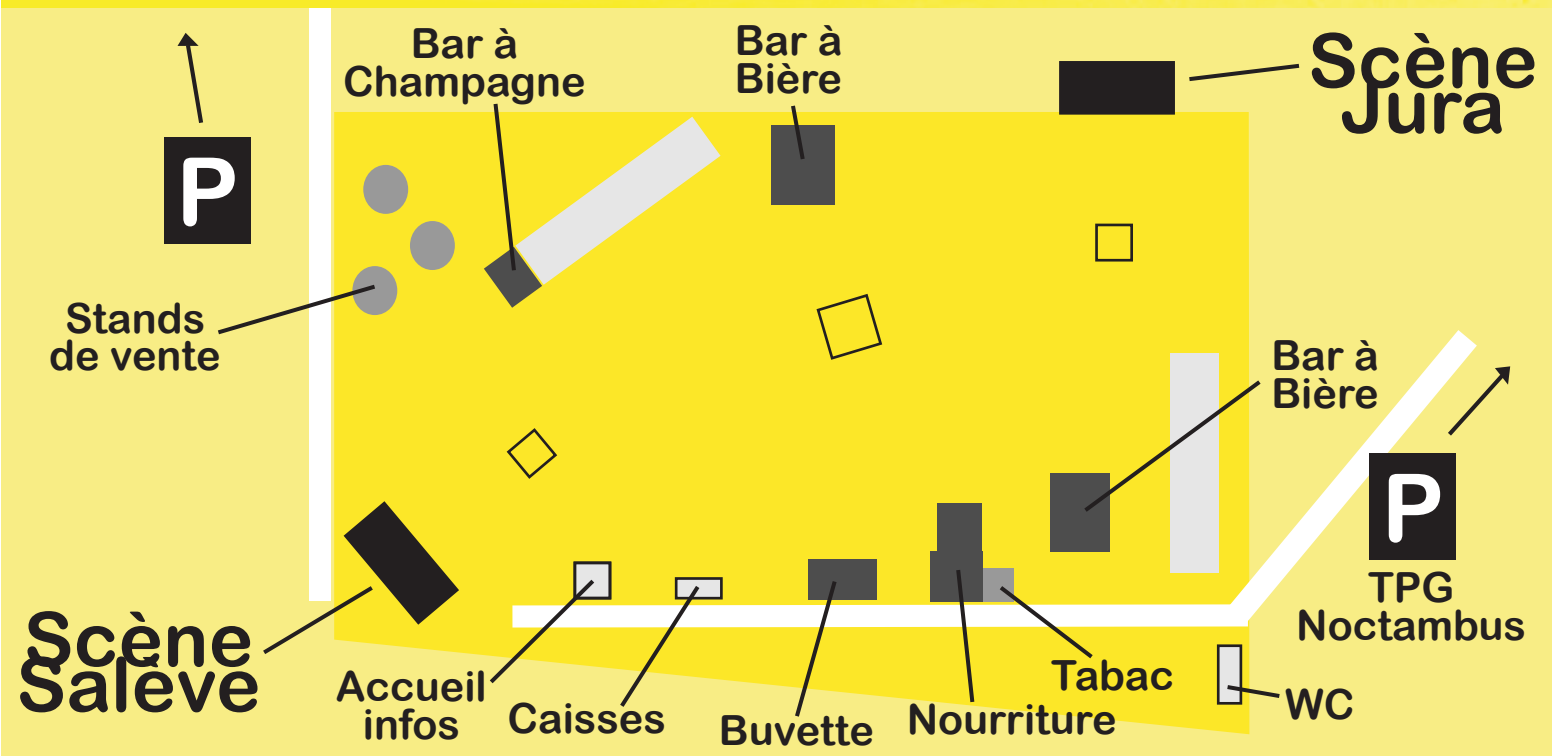 Bar à
Champagne
Bar à
Bière
Scène
Jura
P
Stands
de vente
Bar à
Bière
P
TPG
Noctambus
Scène
Salève
Accueil
infos
Caisses
Buvette
Nourriture
Tabac
WC